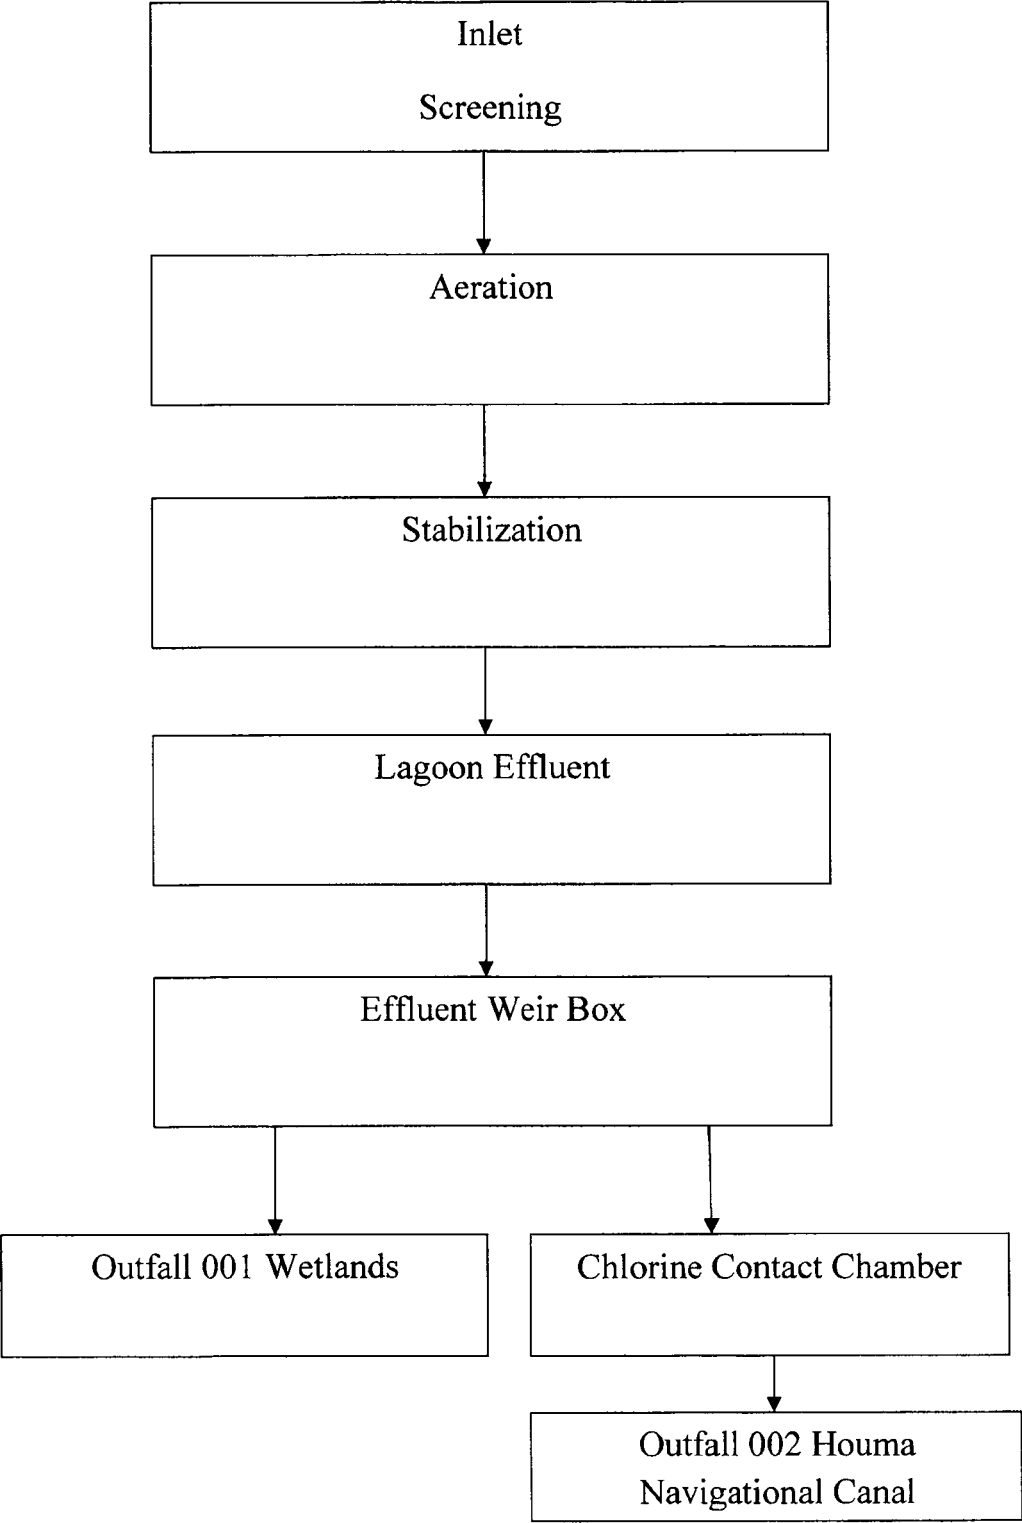 Inlet
Screening
Aeration
Stabilization
Lagoon Effluent
Effluent Weir Box
Outfall 001 Wetlands
Chlorine Contact Chamber
Outfall 002 Houma
Navigational Canal